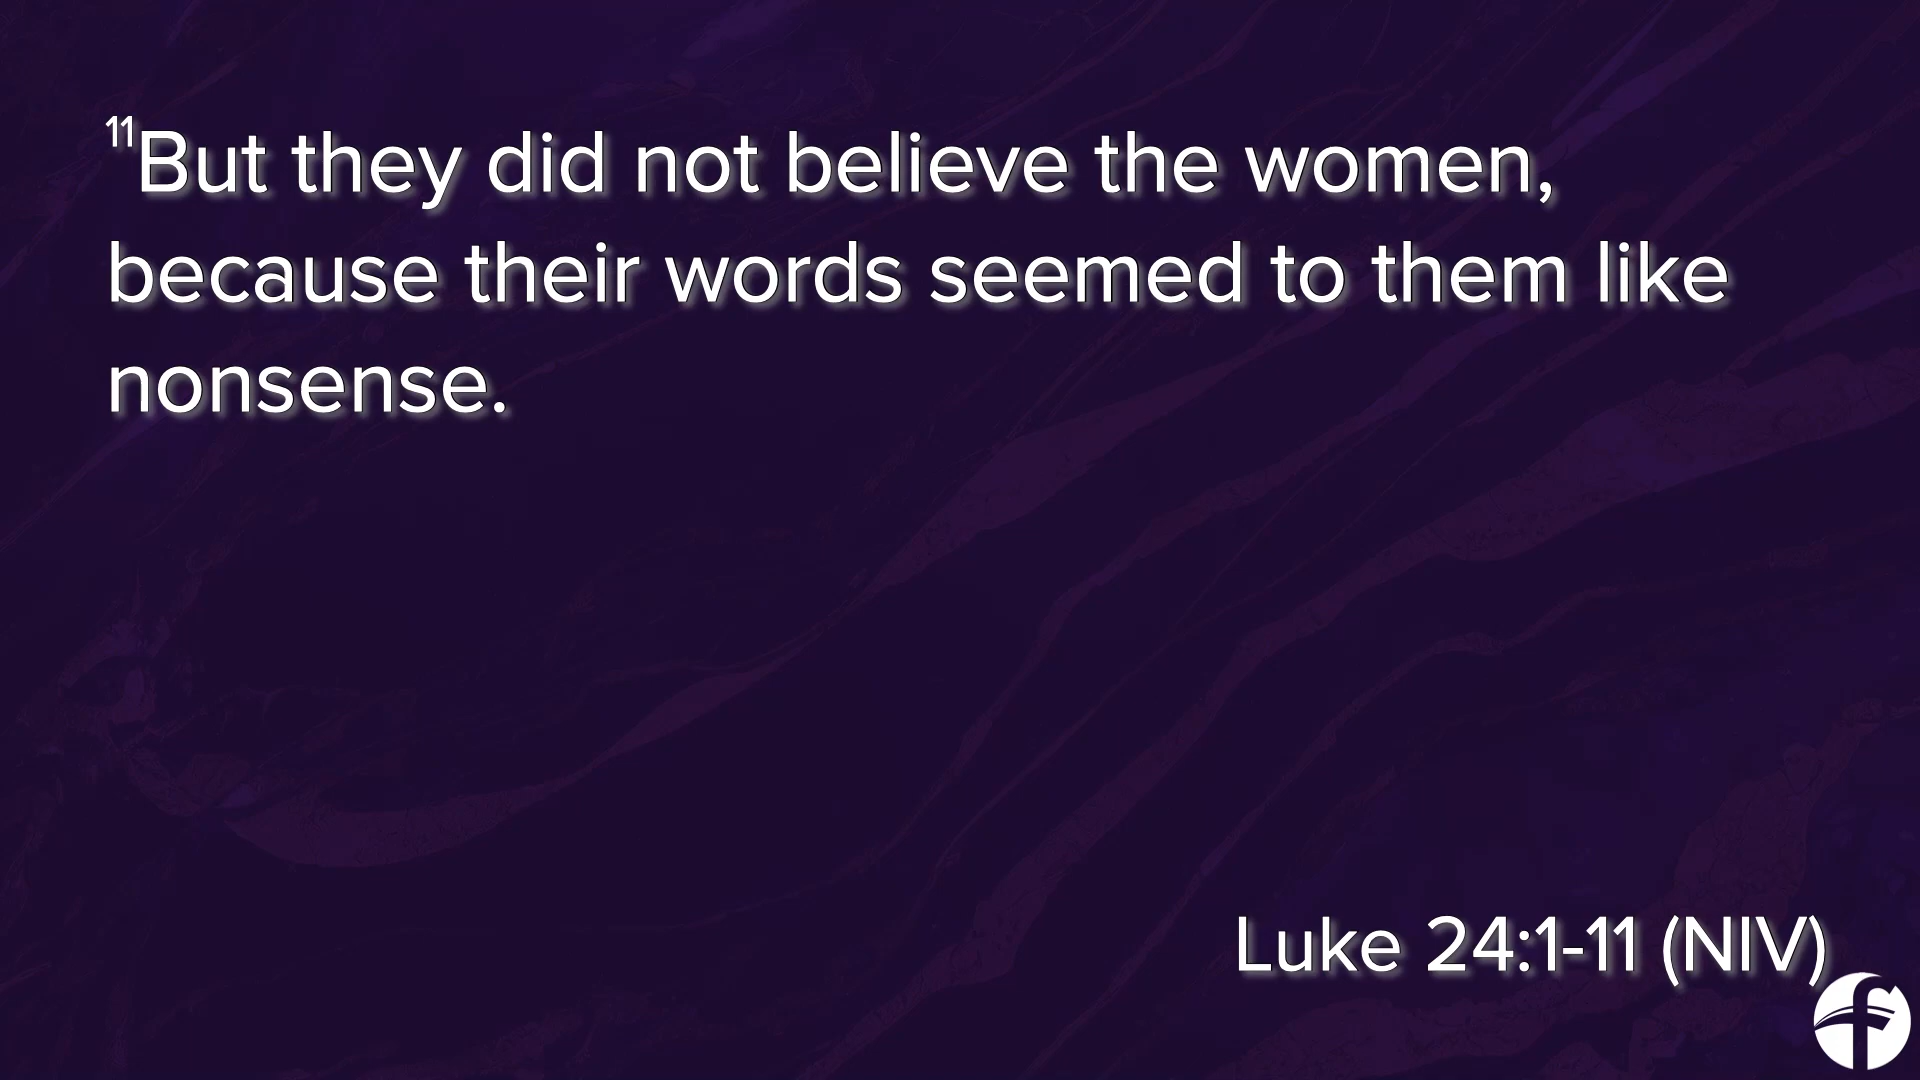 ¹¹But they did not believe the women,
because their words seemed to them like
nonsense.
Luke 24:1-11 (NIV)